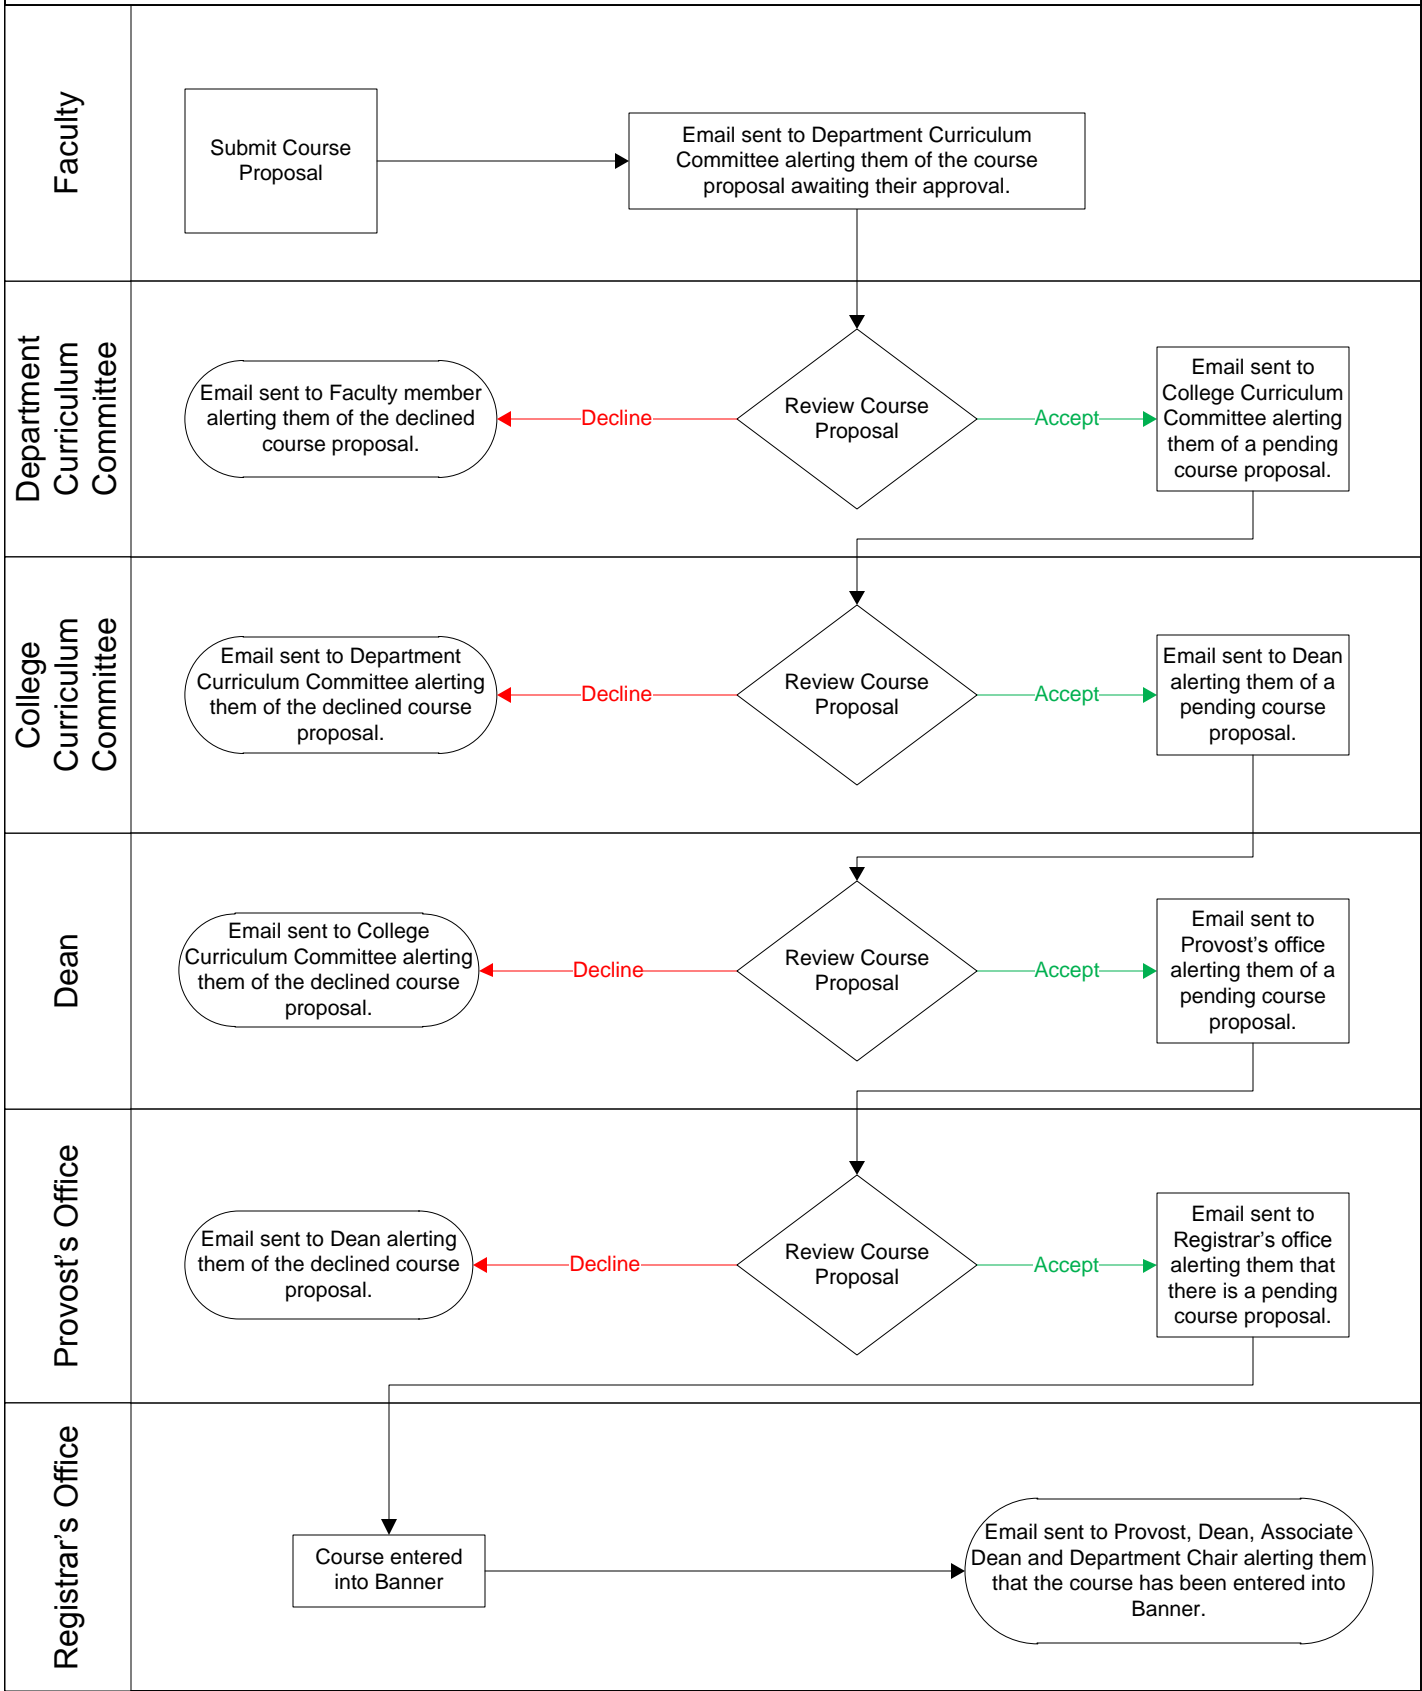 Faculty
Submit Course
Proposal
Email sent to Department Curriculum
Committee alerting them of the course
proposal awaiting their approval.
Department
Curriculum
Committee
Email sent to Faculty member
alerting them of the declined
course proposal.
Decline
Review Course
Proposal
Accept
Email sent to
College Curriculum
Committee alerting
them of a pending
course proposal.
College
Curriculum
Committee
Email sent to Department
Curriculum Committee alerting
them of the declined course
proposal.
Decline
Review Course
Proposal
Accept
Email sent to Dean
alerting them of a
pending course
proposal.
Dean
Email sent to College
Curriculum Committee alerting
them of the declined course
proposal.
Decline
Review Course
Proposal
Accept
Email sent to
Provost's office
alerting them of a
pending course
proposal.
Provost's Office
Email sent to Dean alerting
them of the declined course
proposal.
Decline
Review Course
Proposal
Accept
Email sent to
Registrar's office
alerting them that
there is a pending
course proposal.
Registrar's Office
Course entered
into Banner
Email sent to Provost, Dean, Associate
Dean and Department Chair alerting them
that the course has been entered into
Banner.